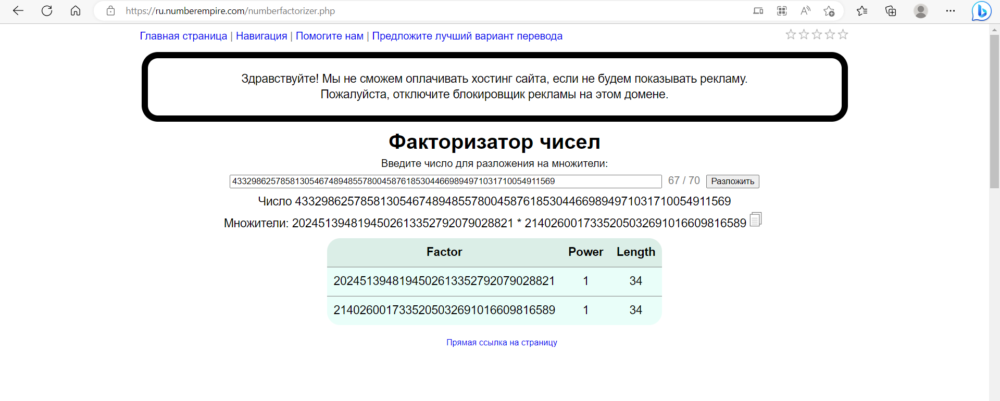 https://ru.numberempire.com/numberfactorizer.php
Главная страница | Навигация | Помогите нам | Предложите лучший вариант перевода
Здравствуйте! Мы не сможем оплачивать хостинг сайта, если не будем показывать рекламу.
Пожалуйста, отключите блокировщик рекламы на этом домене.
Факторизатор чисел
Введите число для разложения на множители:
4332986257858130546748948557800458761853044669894971031710054911569 67 / 70 Разложить
Число 4332986257858130546748948557800458761853044669894971031710054911569
Множители: 2024513948194502613352792079028821 * 2140260017335205032691016609816589
Factor Power Length
2024513948194502613352792079028821 1 34
2140260017335205032691016609816589 1 34
Прямая ссылка на страницу